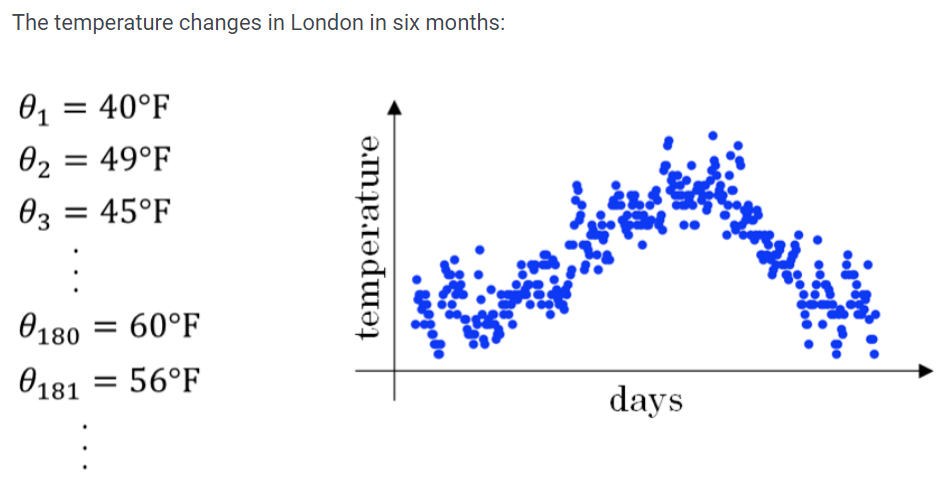 The temperature changes in London in six months:
θ₁ = 40°F
θ₂ = 49°F
θ₃ = 45°F
⋮
θ₁₈₀ = 60°F
θ₁₈₁ = 56°F
⋮
temperature
days